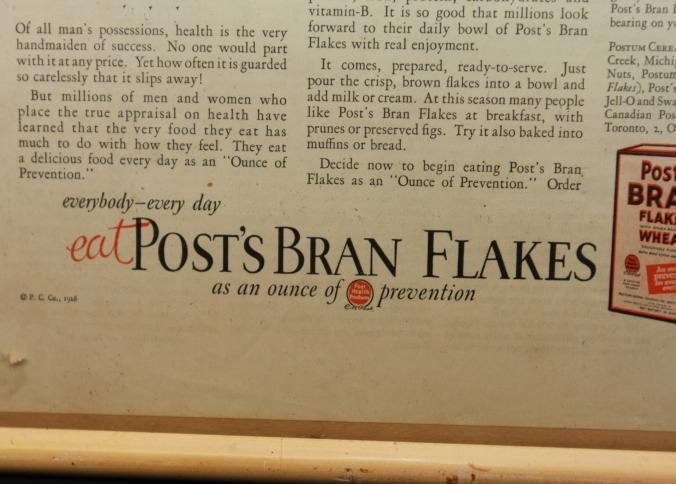 Of all man's possessions, health is the very
handmaiden of success. No one would part
with it at any price. Yet how often it is guarded
so carelessly that it slips away!
But millions of men and women who
place the true appraisal on health have
learned that the very food they eat has
much to do with how they feel. They eat
a delicious food every day as an "Ounce of
Prevention."
vitamin-B. It is so good that millions look
forward to their daily bowl of Post's Bran
Flakes with real enjoyment.
It comes, prepared, ready-to-serve. Just
pour the crisp, brown flakes into a bowl and
add milk or cream. At this season many people
like Post's Bran Flakes at breakfast, with
prunes or preserved figs. Try it also baked into
muffins or bread.
Decide now to begin eating Post's Bran
Flakes as an "Ounce of Prevention." Order
Post's Bran
bearing on yo
POSTUM CEREA
Creek, Michi
Nuts, Postum
Flakes), Post's
Jell-O and Swa
Canadian Pos
Toronto, 2, O
everybody—every day
eat POST'S BRAN FLAKES
as an ounce of prevention
Post
Health
Products
© P. C. Co., 1928
Post
BRA
FLAK
WHEA